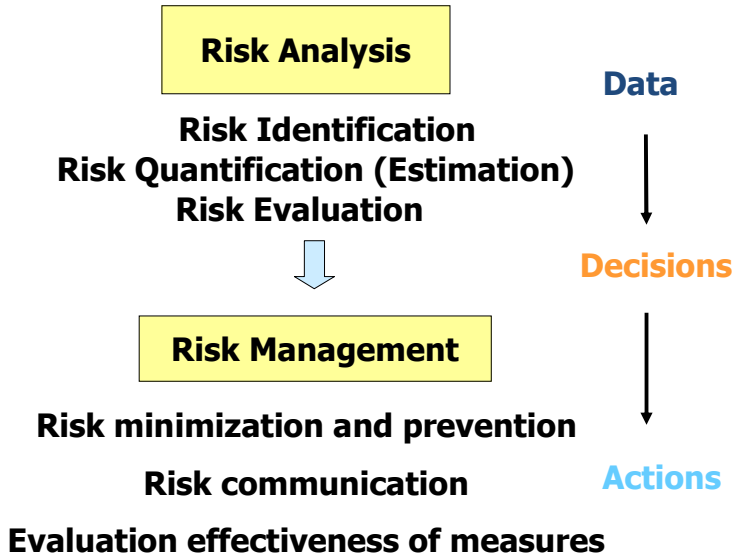 Risk Analysis
Data
Risk Identification
Risk Quantification (Estimation)
Risk Evaluation
Decisions
Risk Management
Risk minimization and prevention
Risk communication
Actions
Evaluation effectiveness of measures